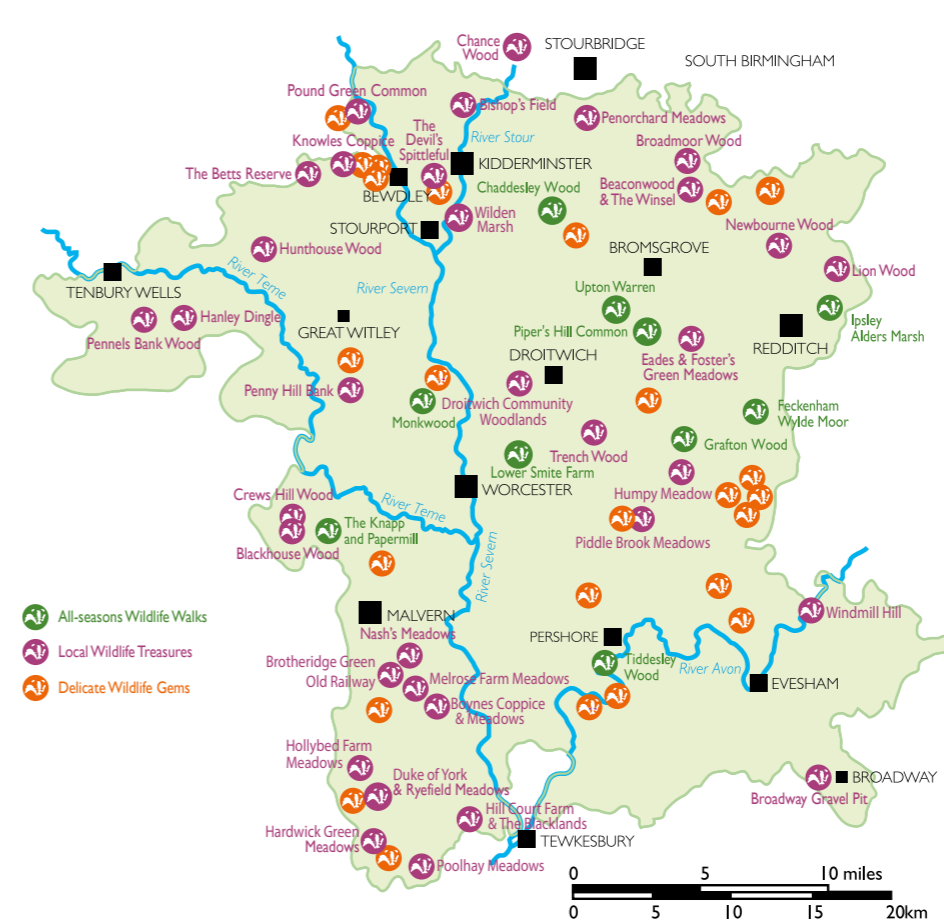 Chance
Wood
STOURBRIDGE
SOUTH BIRMINGHAM
Pound Green Common
Bishop's Field
Penorchard Meadows
The
Devil's
Spittleful
River Stour
Knowles Coppice
Broadmoor Wood
KIDDERMINSTER
The Betts Reserve
Chaddesley Wood
Beaconwood
& The Winsel
BEWDLEY
Wilden
Marsh
STOURPORT
Newbourne Wood
Hunthouse Wood
BROMSGROVE
Lion Wood
River Teme
TENBURY WELLS
River Severn
Upton Warren
Hanley Dingle
Pennels Bank Wood
GREAT WITLEY
Piper's Hill Common
Ipsley
Alders Marsh
REDDITCH
DROITWICH
Eades & Foster's
Green Meadows
Penny Hill Bank
Monkwood
Droitwich Community
Woodlands
Feckenham
Wylde Moor
Trench Wood
Grafton Wood
Lower Smite Farm
WORCESTER
Crews Hill Wood
River Teme
Humpy Meadow
The Knapp
and Papermill
Blackhouse Wood
Piddle Brook Meadows
River Severn
All-seasons Wildlife Walks
Local Wildlife Treasures
Delicate Wildlife Gems
MALVERN
Windmill Hill
Nash's Meadows
PERSHORE
Brotheridge Green
Old Railway
Melrose Farm Meadows
Tiddesley
Wood
River Avon
EVESHAM
Boynes Coppice
& Meadows
Hollybed Farm
Meadows
Duke of York
& Ryefield Meadows
BROADWAY
Broadway Gravel Pit
Hill Court Farm
& The Blacklands
Hardwick Green
Meadows
TEWKESBURY
Poolhay Meadows
0 5 10 miles
0 5 10 15 20km